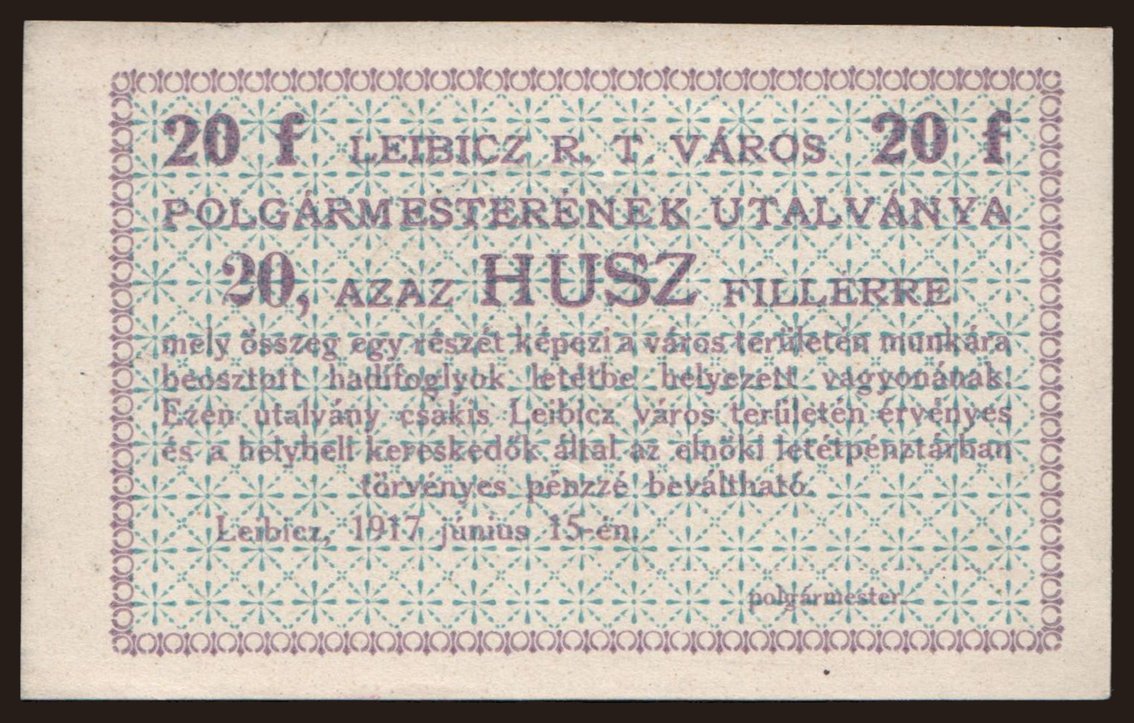 20 f LEIBICZ R. T. VÁROS 20 f
POLGÁRMESTERÉNEK UTALVÁNYA
20, AZAZ HUSZ FILLÉRRE
mely összeg egy részét képezi a város területén munkára
beosztott hadifoglyok letétbe helyezett vagyonának.
Ezen utalvány csakis Leibicz város területén érvényes
és a helybeli kereskedők által az elnöki letétpénztárban
törvényes pénzzé beváltható.
Leibicz, 1917 június 15-én.
polgármester.